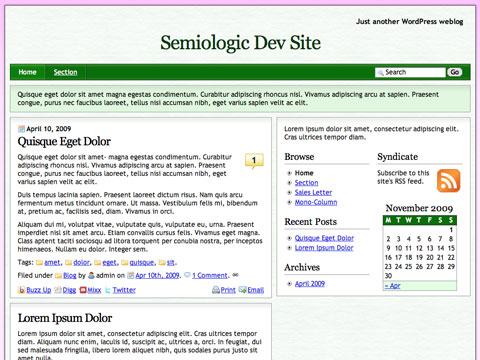 Just another WordPress weblog
Semiologic Dev Site
Home Section Search Go
Quisque eget dolor sit amet magna egestas condimentum. Curabitur adipiscing rhoncus nisl. Vivamus adipiscing arcu at sapien. Praesent
congue, purus nec faucibus laoreet, tellus nisi accumsan nibh, eget varius sapien velit ac elit.
April 10, 2009
Quisque Eget Dolor
1
Quisque eget dolor sit amet- magna egestas condimentum. Curabitur
adipiscing rhoncus nisl. Vivamus adipiscing arcu at sapien. Praesent
congue, purus nec faucibus laoreet, tellus nisi accumsan nibh, eget
varius sapien velit ac elit.
Duis tempus lacinia sapien. Praesent laoreet dictum risus. Nam quis arcu
fermentum metus tincidunt ornare. Ut massa. Vestibulum felis mi, bibendum
at, pretium ac, facilisis sed, diam. Vivamus in orci.
Aliquam dui mi, volutpat vitae, vulputate quis, vulputate eu, urna. Praesent
imperdiet nisi sit amet arcu. Etiam convallis cursus felis. Vivamus eget magna.
Class aptent taciti sociosqu ad litora torquent per conubia nostra, per inceptos
himenaeos. Nullam eu dolor. Integer sem.
Tags: amet, dolor, eget, quisque, sit.
Filed under Blog by admin on Apr 10th, 2009. 1 Comment.
Buzz Up Digg Mixx Twitter Print Email
Lorem Ipsum Dolor
Lorem ipsum dolor sit amet, consectetur adipiscing elit. Cras ultrices tempor
diam. Aliquam nunc enim, iaculis id, suscipit ac, ultrices a, orci. In feugiat, dui
sed malesuada fringilla, libero lorem aliquet nibh, quis sodales purus justo sit
amet nulla.
Lorem ipsum dolor sit amet, consectetur adipiscing elit.
Cras ultrices tempor diam.
Browse
Home
Section
Sales Letter
Mono-Column
Recent Posts
Quisque Eget Dolor
Lorem Ipsum Dolor
Archives
April 2009
Syndicate
Subscribe to this
site's RSS feed.
November 2009
M T W T F S S
1
2 3 4 5 6 7 8
9 10 11 12 13 14 15
16 17 18 19 20 21 22
23 24 25 26 27 28 29
30
« Apr